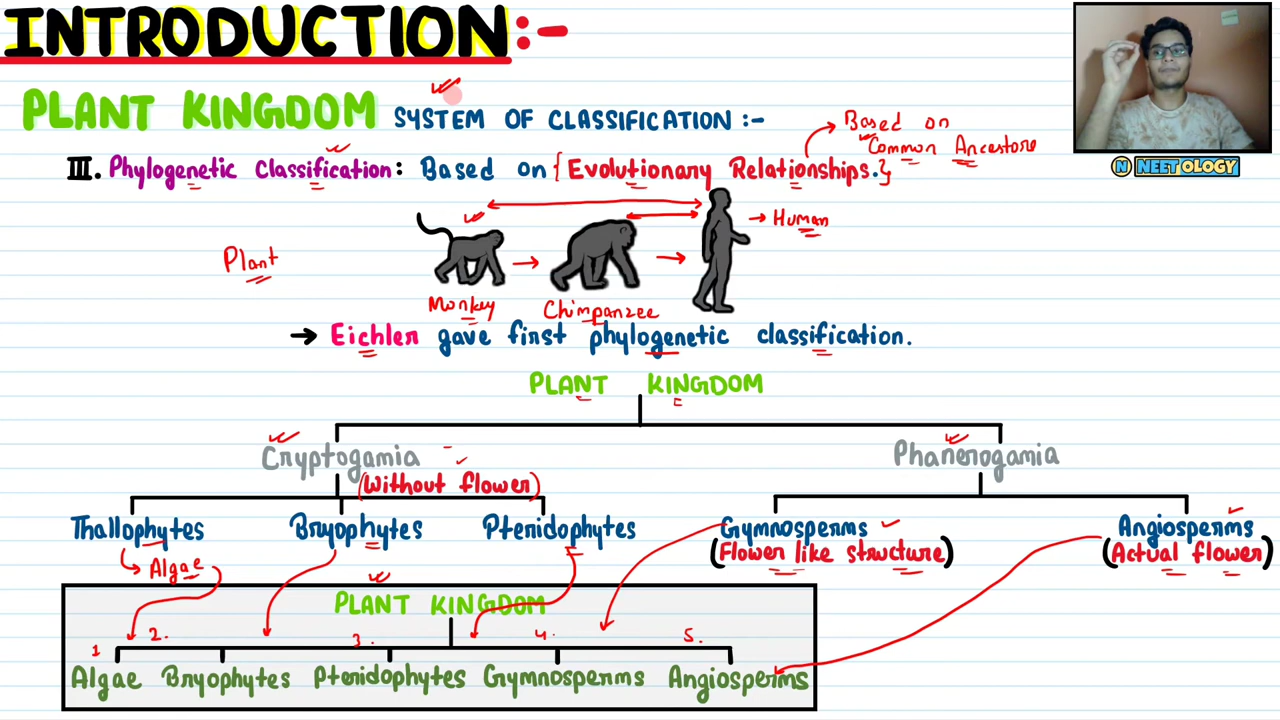 INTRODUCTION:-
PLANT KINGDOM SYSTEM OF CLASSIFICATION :-
Based on
Common Ancestors
NEETOLOGY
III. Phylogenetic Classification: Based on {Evolutionary Relationships.}
Human
Plant
Monkey
Chimpanzee
→ Eichler gave first phylogenetic classification.
PLANT KINGDOM
Cryptogamia
Phanerogamia
(Without flower)
Thallophytes Bryophytes Pteridophytes Gymnosperms Angiosperms
(Flower like structure) (Actual flower)
Algae
PLANT KINGDOM
1 2. 3. 4. 5.
Algae Bryophytes Pteridophytes Gymnosperms Angiosperms